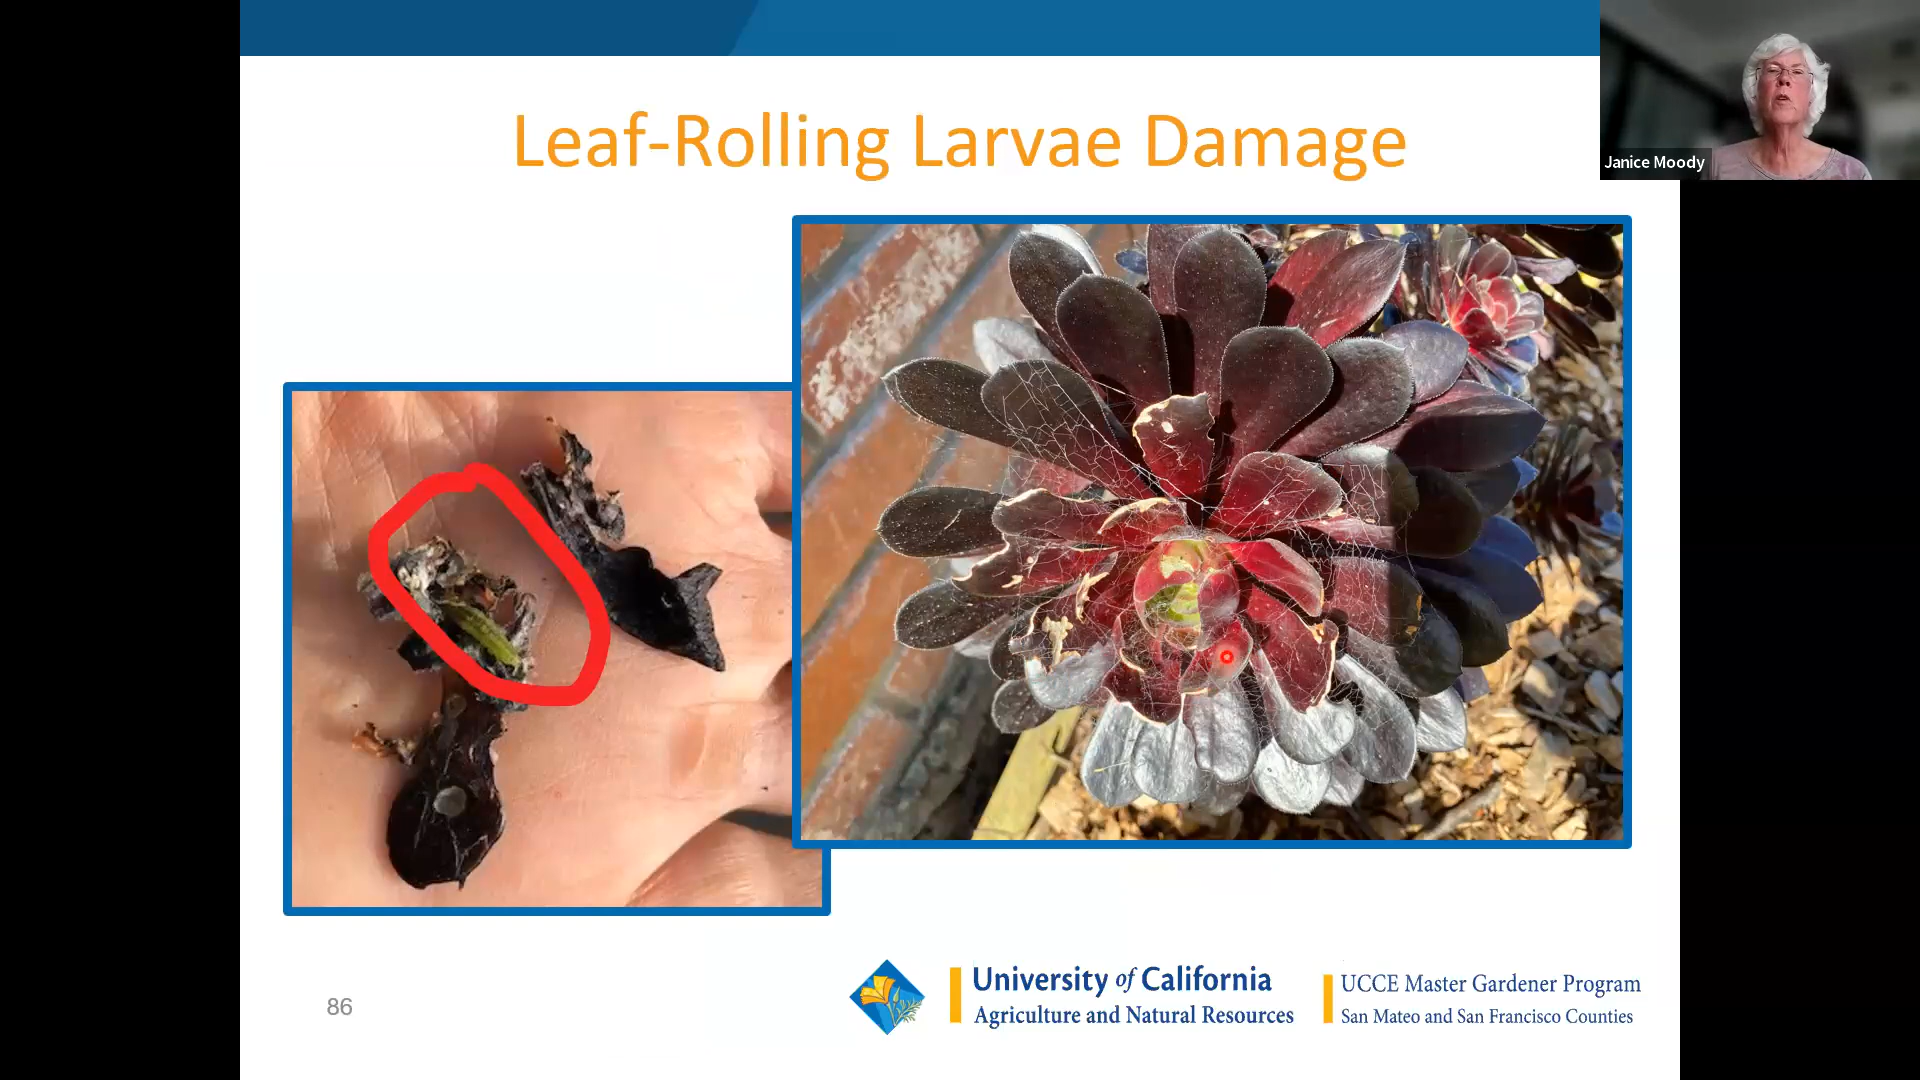 Leaf-Rolling Larvae Damage
Janice Moody
86
University of California
Agriculture and Natural Resources
UCCE Master Gardener Program
San Mateo and San Francisco Counties